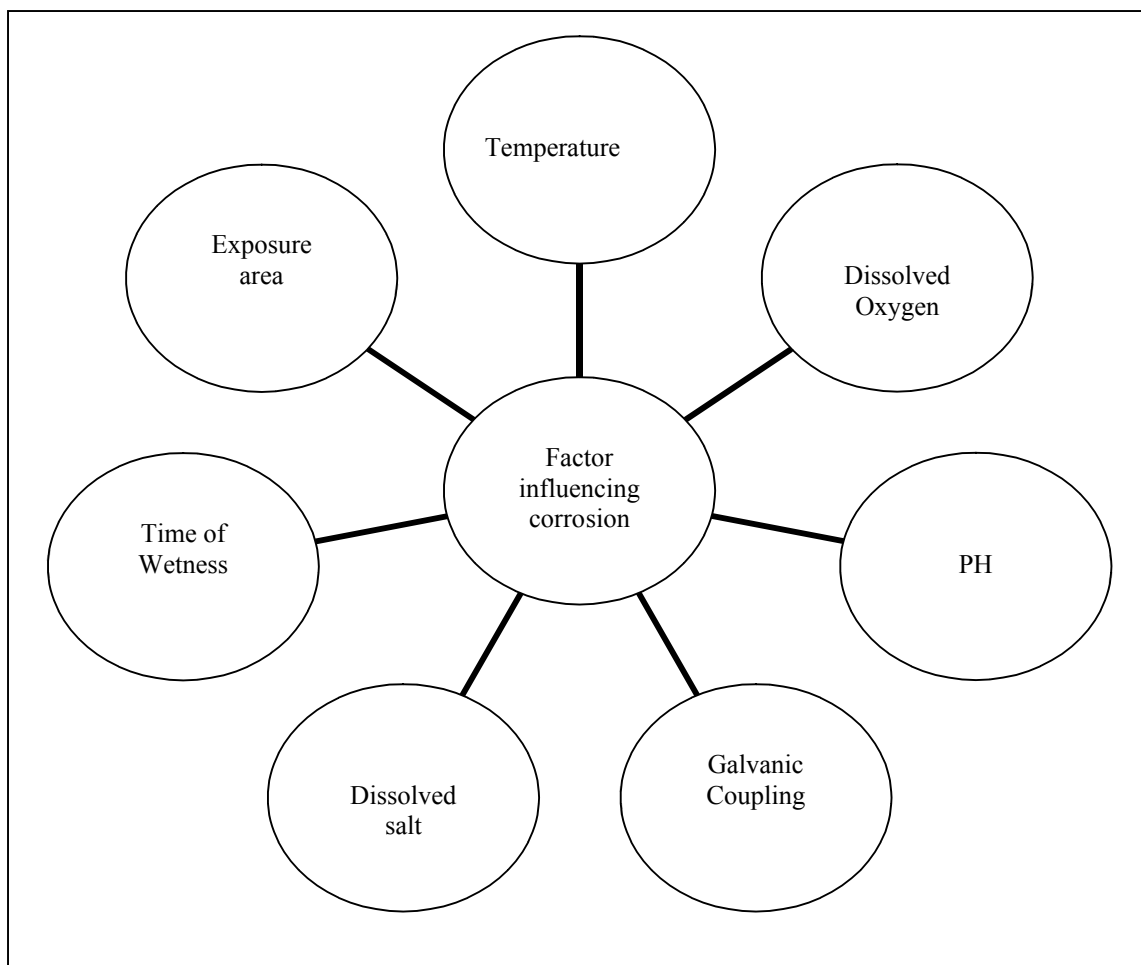 Temperature
Exposure
area
Dissolved
Oxygen
Factor
influencing
corrosion
Time of
Wetness
PH
Dissolved
salt
Galvanic
Coupling